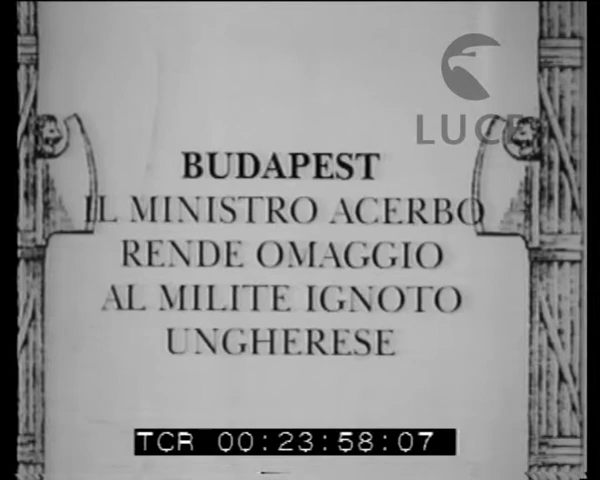 LUCE
BUDAPEST
IL MINISTRO ACERBO
RENDE OMAGGIO
AL MILITE IGNOTO
UNGHERESE
TCR 00:23:58:07